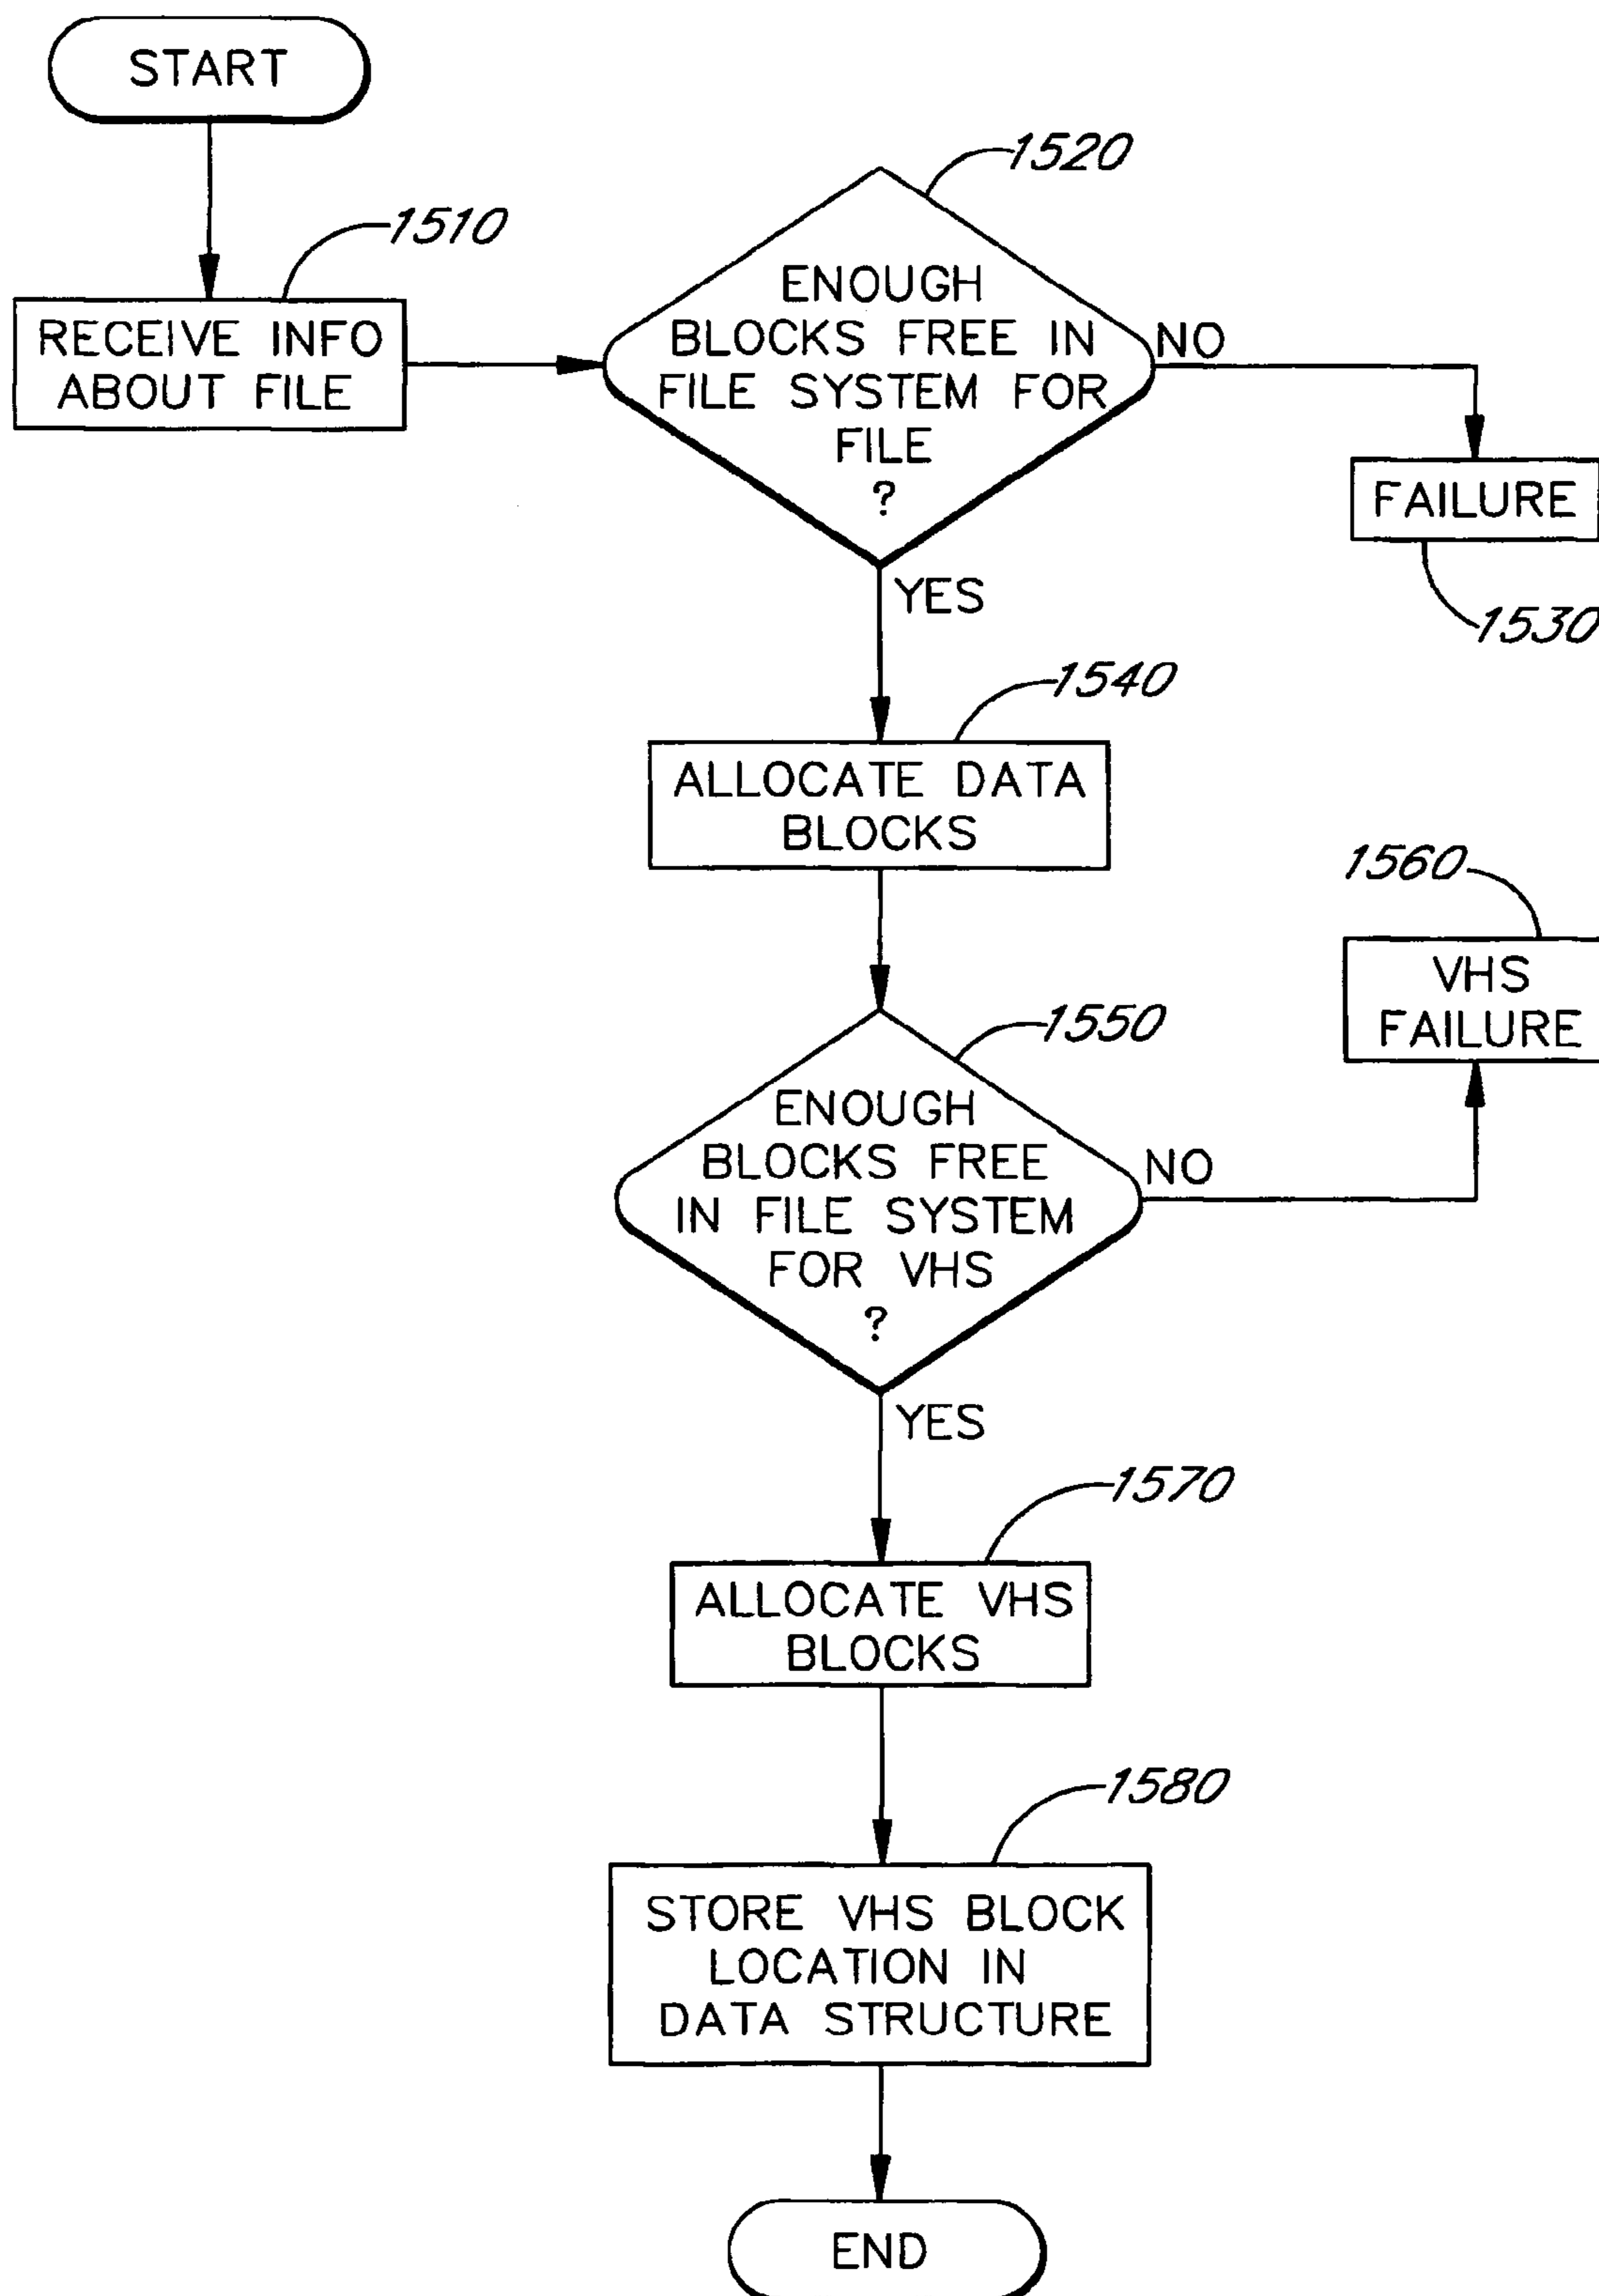 START
1510
RECEIVE INFO
ABOUT FILE
1520
ENOUGH
BLOCKS FREE IN
FILE SYSTEM FOR
FILE
?
NO
FAILURE
1530
YES
1540
ALLOCATE DATA
BLOCKS
1550
ENOUGH
BLOCKS FREE
IN FILE SYSTEM
FOR VHS
?
NO
1560
VHS
FAILURE
YES
1570
ALLOCATE VHS
BLOCKS
1580
STORE VHS BLOCK
LOCATION IN
DATA STRUCTURE
END